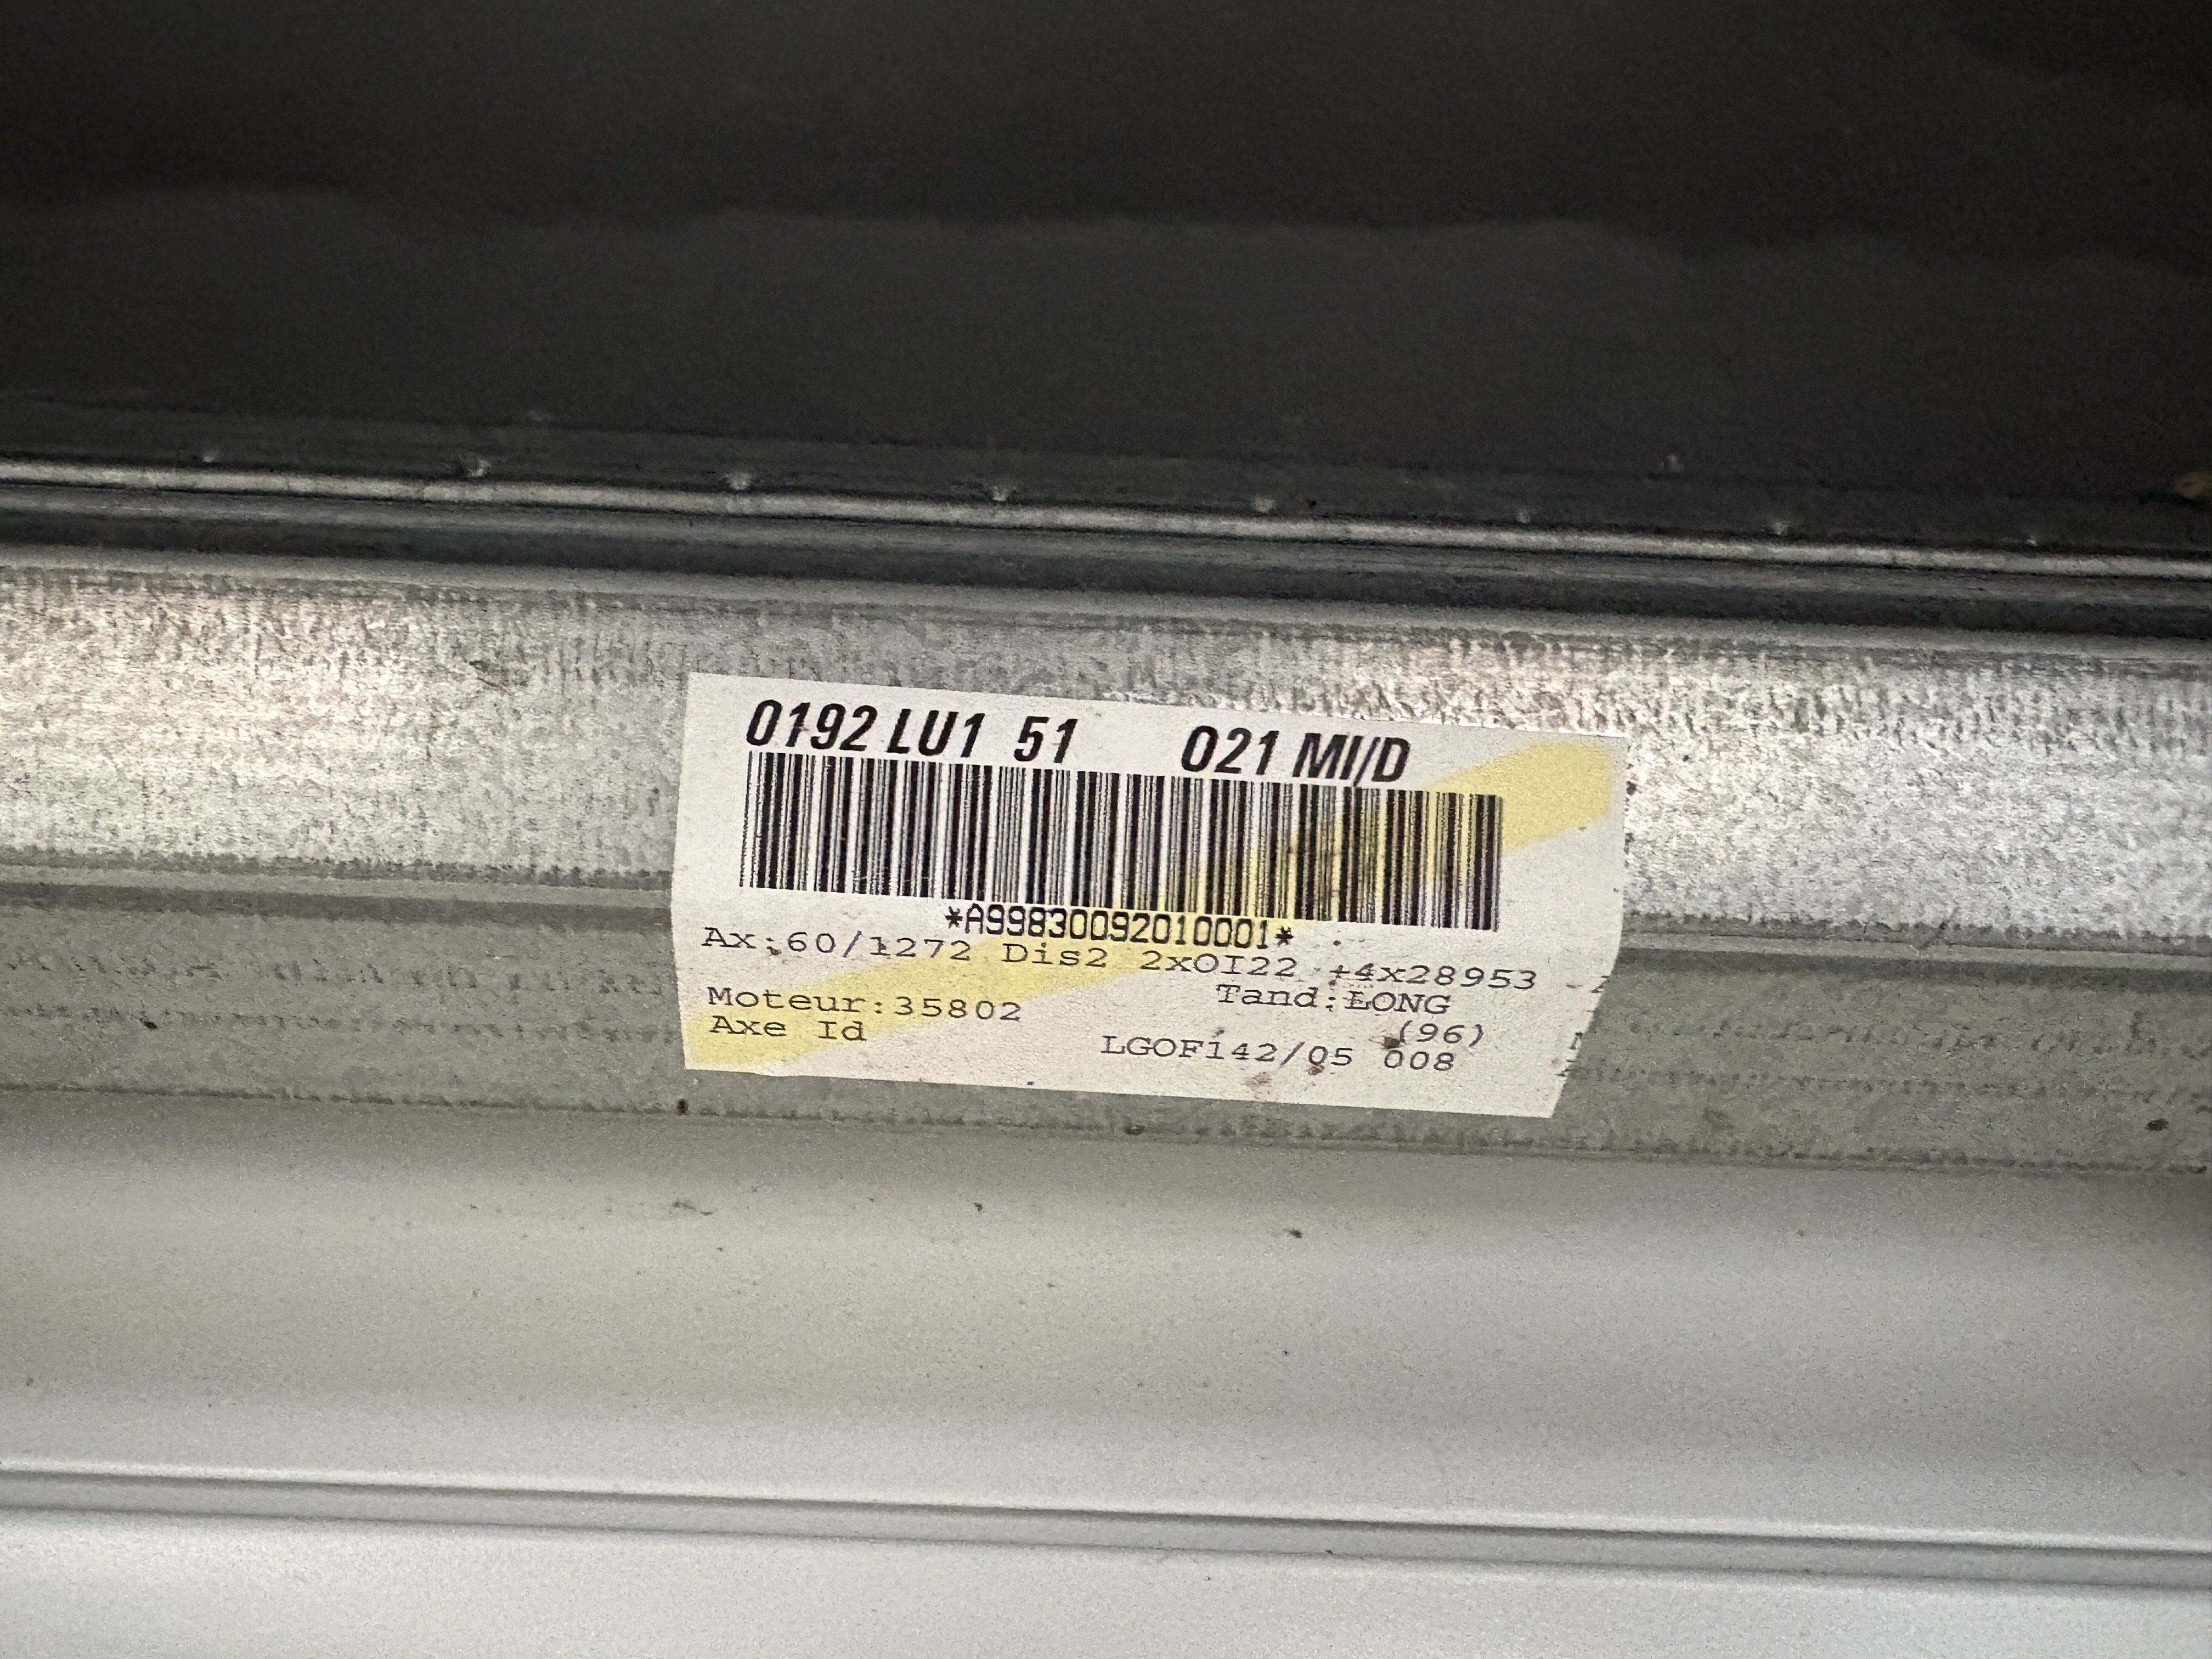 0192 LU1 51 021 MI/D
*A99830092010001*
Ax:60/1272 Dis2 2xOI22 +4x28953
Moteur:35802 Tand:LONG
Axe Id (96)
LGOF142/05 008